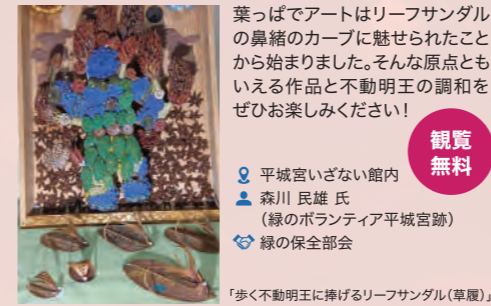 葉っぱでアートはリーフサンダル
の鼻緒のカーブに魅せられたこと
から始まりました。そんな原点とも
いえる作品と不動明王の調和を
ぜひお楽しみください！
観覧
無料
平城宮いざない館内
森川 民雄 氏
（緑のボランティア平城宮跡）
緑の保全部会
「歩く不動明王に捧げるリーフサンダル（草履）」